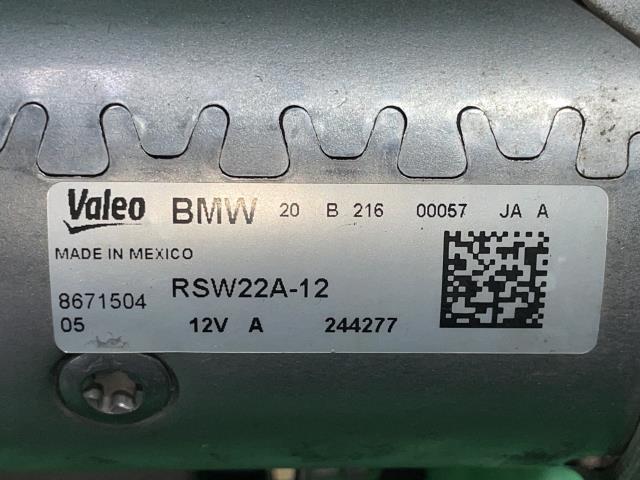 Valeo BMW 20 B 216 00057 JA A
MADE IN MEXICO
8671504 RSW22A-12
05 12V A 244277